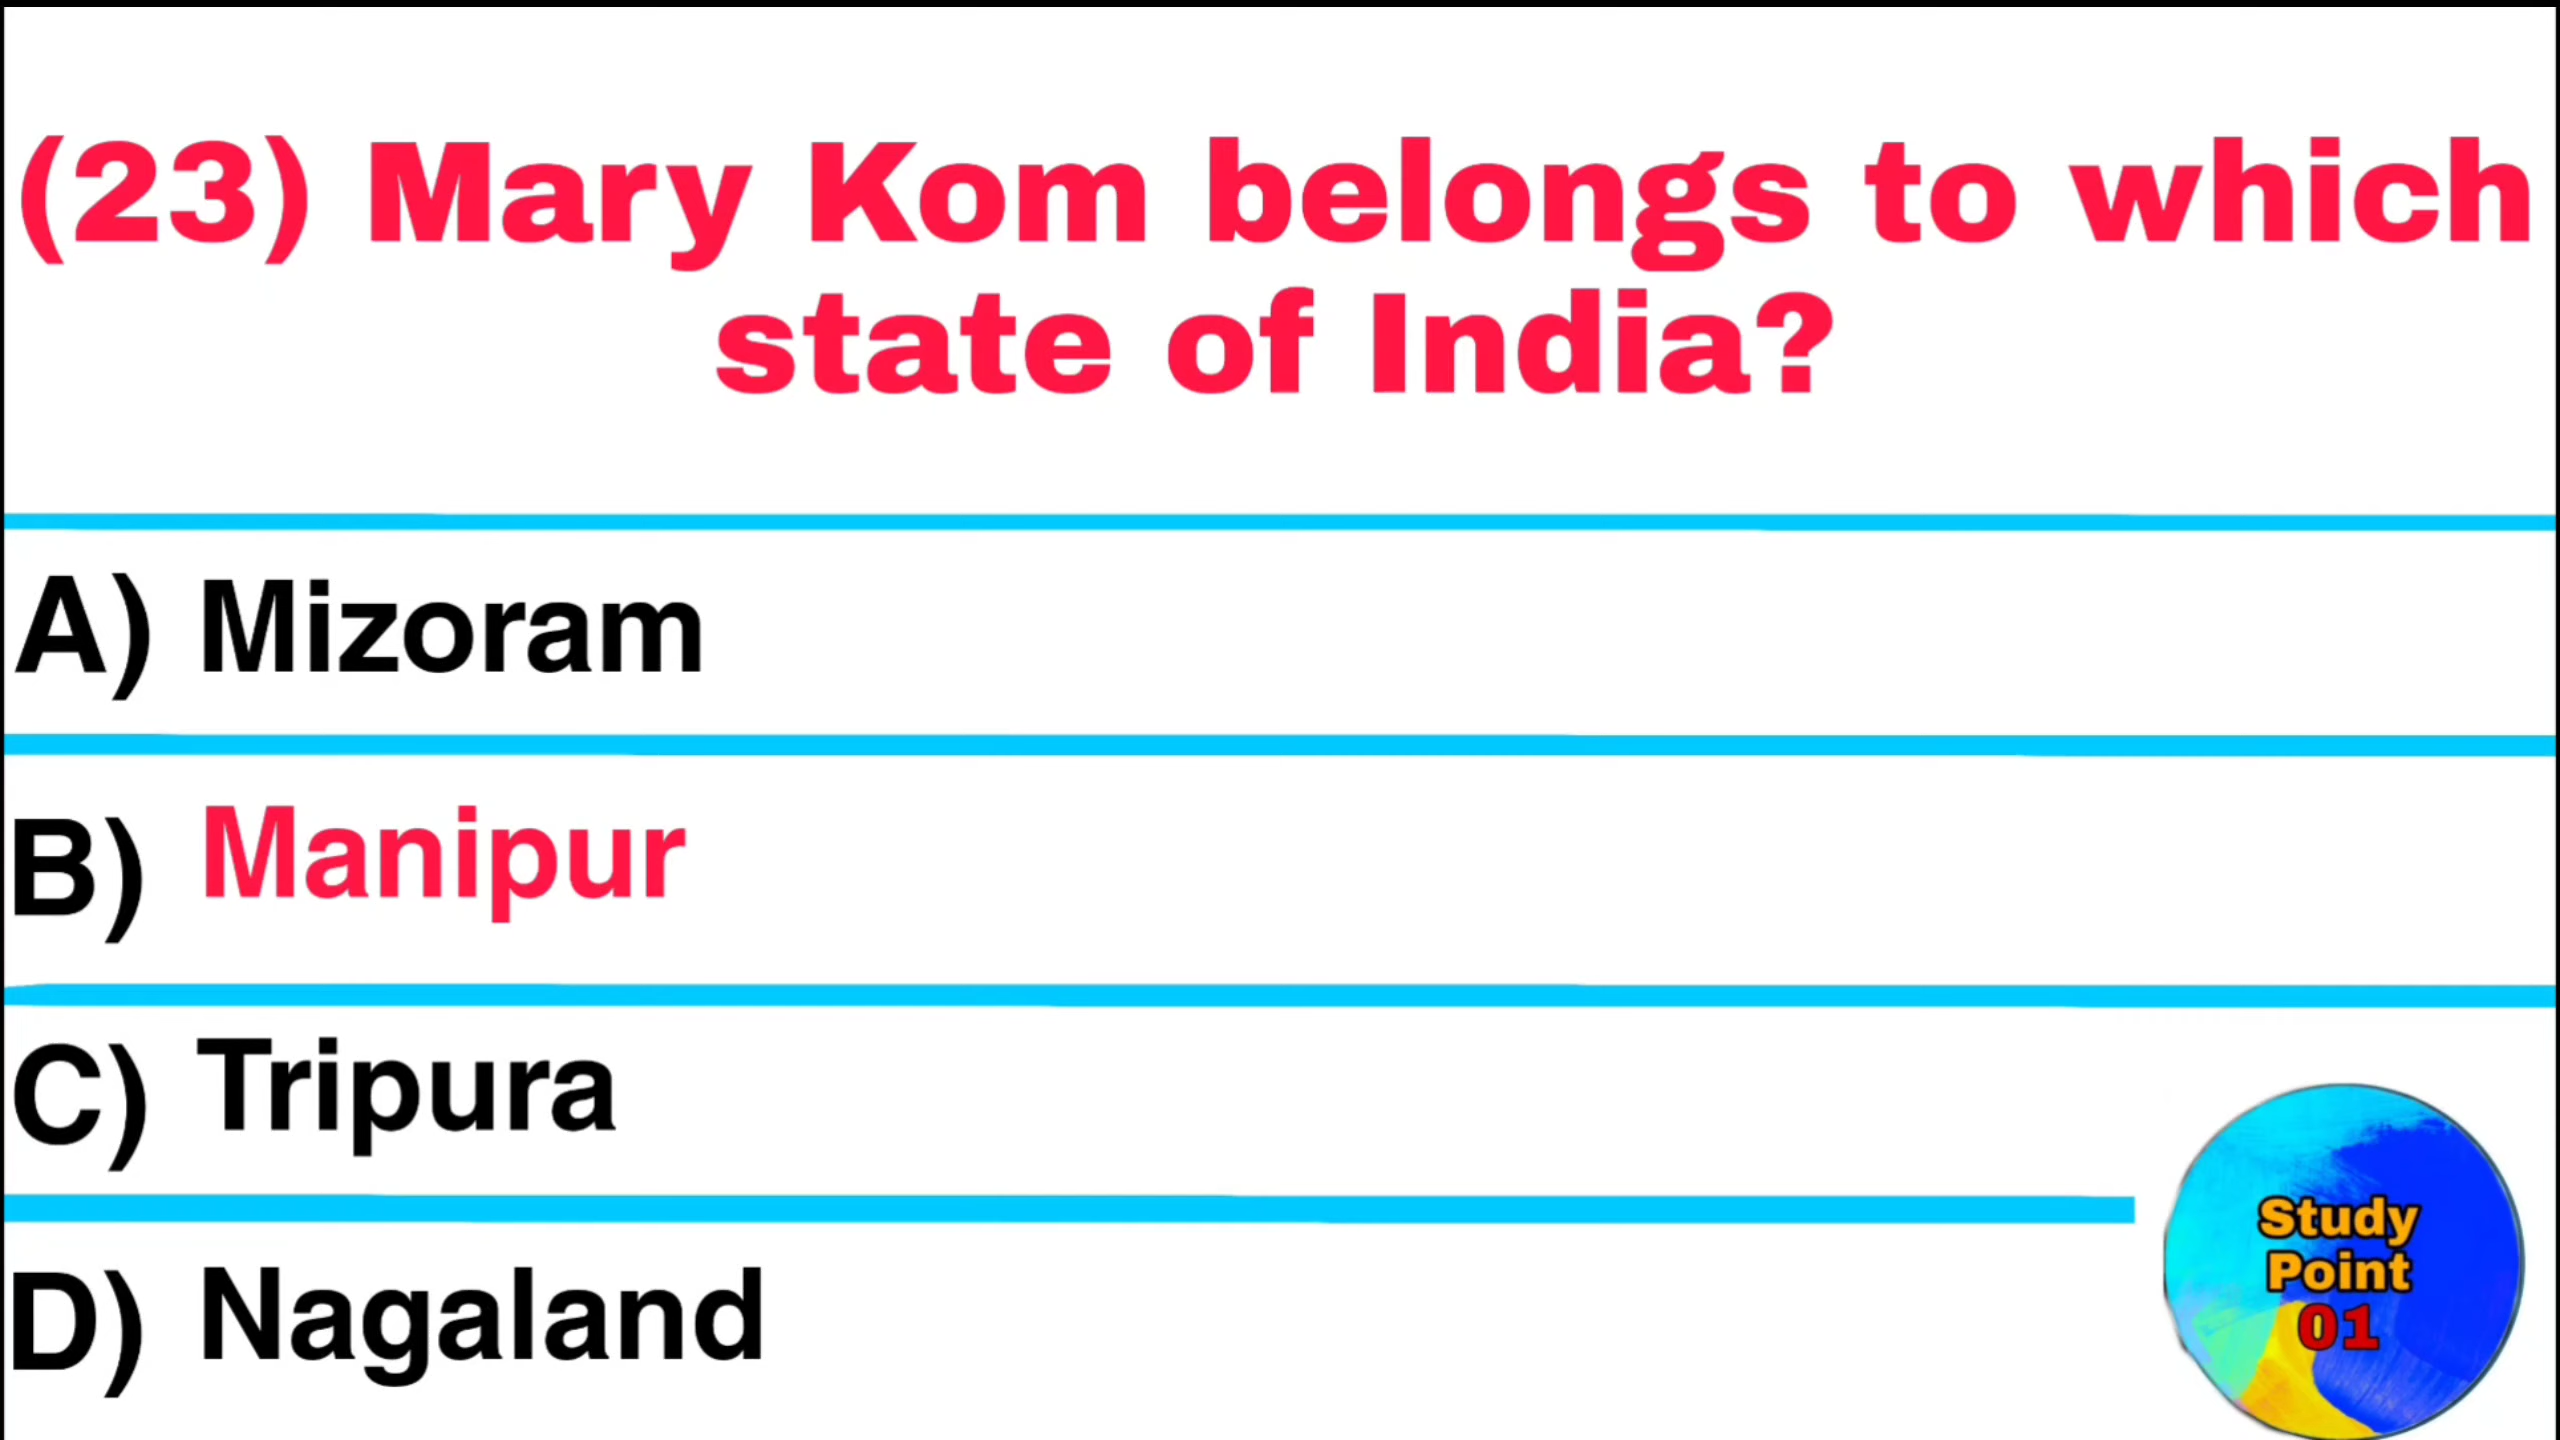 (23) Mary Kom belongs to which
state of India?
A) Mizoram
B) Manipur
C) Tripura
D) Nagaland
Study
Point
01